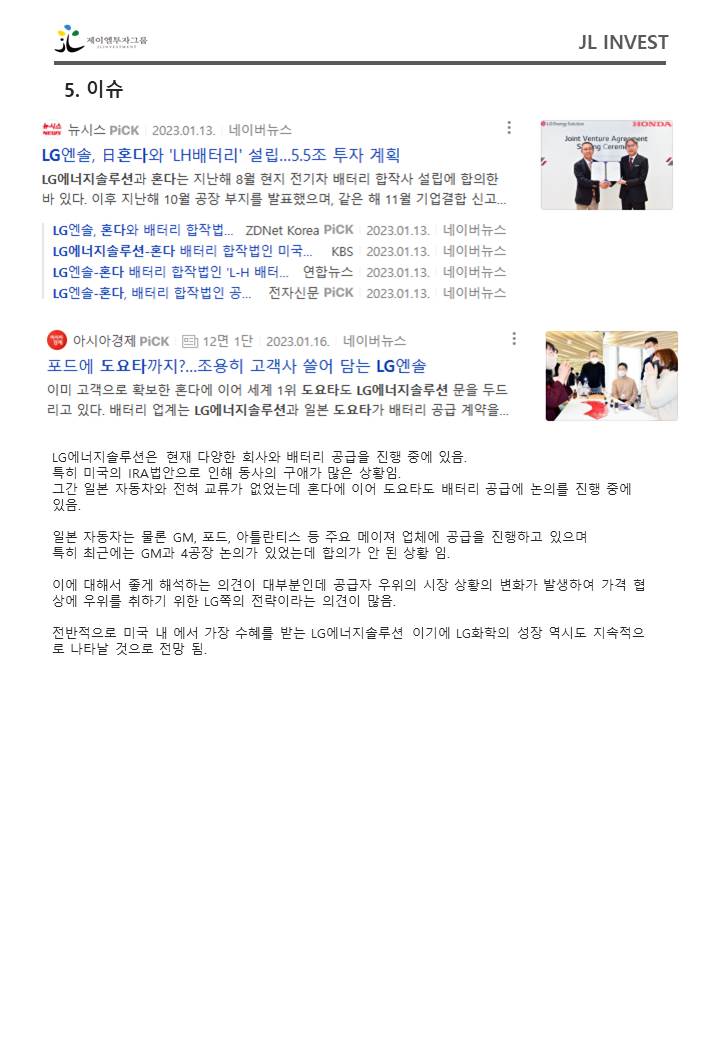 제이엘투자그룹
JLINVESTMENT
JL INVEST
5. 이슈
뉴시스 NEWSIS 뉴시스 PiCK 2023.01.13. 네이버뉴스
LG엔솔, 日혼다와 'LH배터리' 설립...5.5조 투자 계획
LG에너지솔루션과 혼다는 지난해 8월 현지 전기차 배터리 합작사 설립에 합의한
바 있다. 이후 지난해 10월 공장 부지를 발표했으며, 같은 해 11월 기업결합 신고...
LG Energy Solution HONDA
Joint Venture Agreement
Signing Ceremony
LG엔솔, 혼다와 배터리 합작법... ZDNet Korea PiCK 2023.01.13. 네이버뉴스
LG에너지솔루션-혼다 배터리 합작법인 미국... KBS 2023.01.13. 네이버뉴스
LG엔솔-혼다 배터리 합작법인 'L-H 배터... 연합뉴스 2023.01.13. 네이버뉴스
LG엔솔-혼다, 배터리 합작법인 공... 전자신문 PiCK 2023.01.13. 네이버뉴스
아시아경제 아시아경제 PiCK 12면 1단 2023.01.16. 네이버뉴스
포드에 도요타까지?...조용히 고객사 쓸어 담는 LG엔솔
이미 고객으로 확보한 혼다에 이어 세계 1위 도요타도 LG에너지솔루션 문을 두드
리고 있다. 배터리 업계는 LG에너지솔루션과 일본 도요타가 배터리 공급 계약을...
LG에너지솔루션은 현재 다양한 회사와 배터리 공급을 진행 중에 있음.
특히 미국의 IRA법안으로 인해 동사의 구애가 많은 상황임.
그간 일본 자동차와 전혀 교류가 없었는데 혼다에 이어 도요타도 배터리 공급에 논의를 진행 중에
있음.
일본 자동차는 물론 GM, 포드, 아틀란티스 등 주요 메이져 업체에 공급을 진행하고 있으며
특히 최근에는 GM과 4공장 논의가 있었는데 합의가 안 된 상황 임.
이에 대해서 좋게 해석하는 의견이 대부분인데 공급자 우위의 시장 상황의 변화가 발생하여 가격 협
상에 우위를 취하기 위한 LG쪽의 전략이라는 의견이 많음.
전반적으로 미국 내 에서 가장 수혜를 받는 LG에너지솔루션 이기에 LG화학의 성장 역시도 지속적으
로 나타날 것으로 전망 됨.